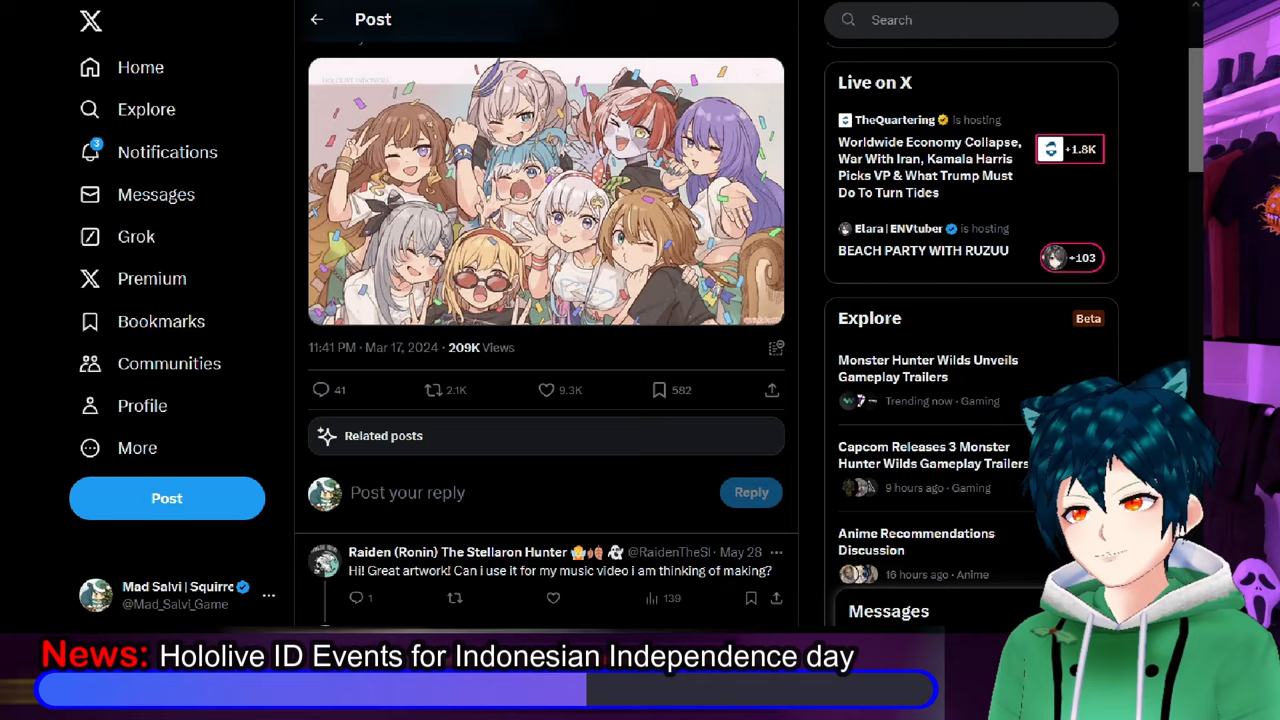 Post
Search
Home
Explore
3
Notifications
Messages
Grok
Premium
Bookmarks
Communities
Profile
More
Post
Mad Salvi | Squirrc
@Mad_Salvi_Game
HOLOLIVE INDONESIA
11:41 PM · Mar 17, 2024 · 209K Views
41
2.1K
9.3K
582
Related posts
Post your reply
Reply
Raiden (Ronin) The Stellaron Hunter @RaidenTheSl · May 28
Hi! Great artwork! Can i use it for my music video i am thinking of making?
1
139
Live on X
TheQuartering is hosting
Worldwide Economy Collapse,
War With Iran, Kamala Harris
Picks VP & What Trump Must
Do To Turn Tides
+1.8K
Elara | ENVtuber is hosting
BEACH PARTY WITH RUZUU
+103
Explore
Beta
Monster Hunter Wilds Unveils
Gameplay Trailers
Trending now · Gaming
Capcom Releases 3 Monster
Hunter Wilds Gameplay Trailers
9 hours ago · Gaming
Anime Recommendations
Discussion
16 hours ago · Anime
Messages
News: Hololive ID Events for Indonesian Independence day